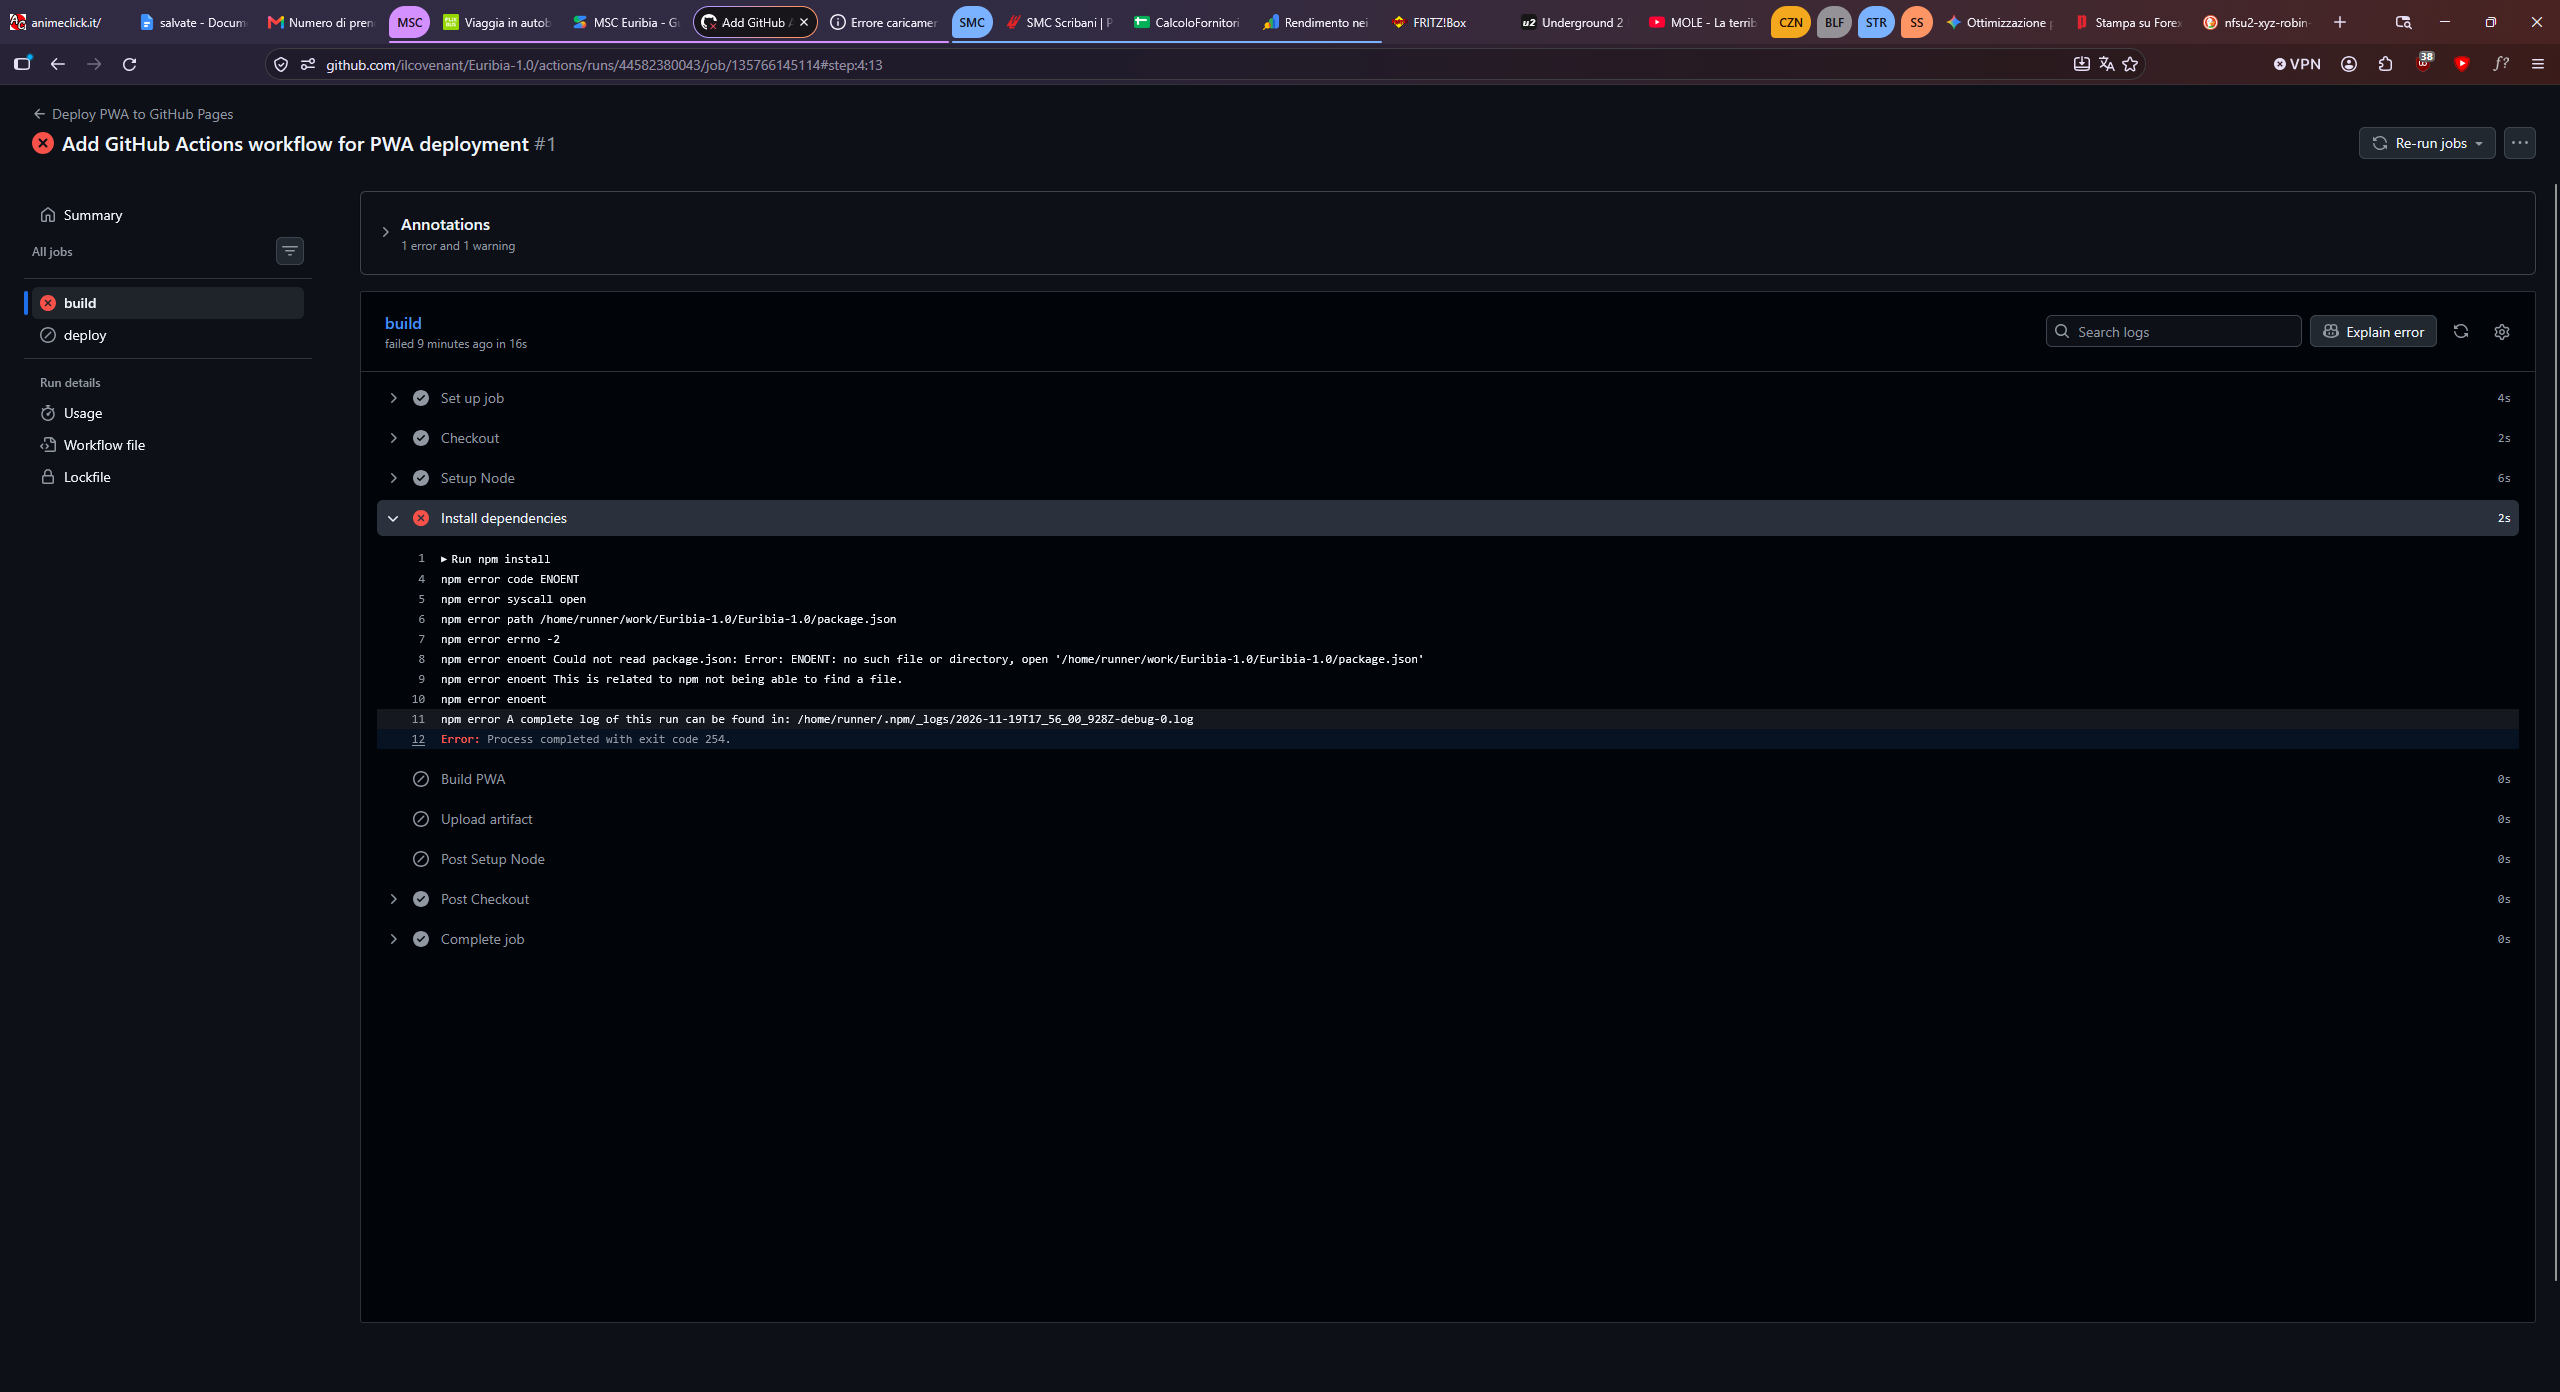 animeclick.it/
salvate - Docum
Numero di pren
MSC
Viaggia in autob
MSC Euribia - Gu
Add GitHub A
Errore caricamen
SMC
SMC Scribani | P
CalcoloFornitori
Rendimento nei
FRITZ!Box
Underground 2
MOLE - La terrib
CZN
BLF
STR
SS
Ottimizzazione p
Stampa su Forex
nfsu2-xyz-robin-
github.com/ilcovenant/Euribia-1.0/actions/runs/44582380043/job/135766145114#step:4:13
VPN
38
f?
Deploy PWA to GitHub Pages
Add GitHub Actions workflow for PWA deployment #1
Re-run jobs
Summary
All jobs
build
deploy
Run details
Usage
Workflow file
Lockfile
Annotations
1 error and 1 warning
build
failed 9 minutes ago in 16s
Search logs
Explain error
Set up job 4s
Checkout 2s
Setup Node 6s
Install dependencies 2s
1 Run npm install
4 npm error code ENOENT
5 npm error syscall open
6 npm error path /home/runner/work/Euribia-1.0/Euribia-1.0/package.json
7 npm error errno -2
8 npm error enoent Could not read package.json: Error: ENOENT: no such file or directory, open '/home/runner/work/Euribia-1.0/Euribia-1.0/package.json'
9 npm error enoent This is related to npm not being able to find a file.
10 npm error enoent
11 npm error A complete log of this run can be found in: /home/runner/.npm/_logs/2026-11-19T17_56_00_928Z-debug-0.log
12 Error: Process completed with exit code 254.
Build PWA 0s
Upload artifact 0s
Post Setup Node 0s
Post Checkout 0s
Complete job 0s